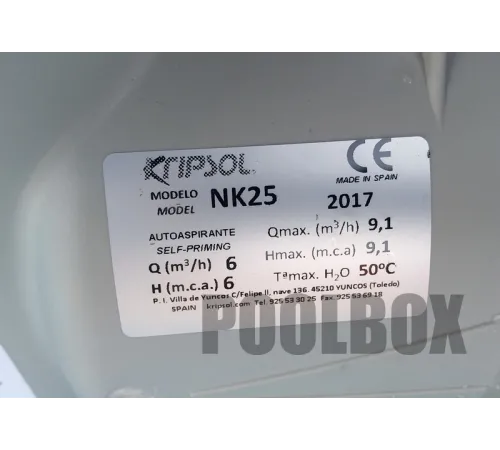 KRIPSOL
CE
MADE IN SPAIN
MODELO
MODEL
NK25
2017
AUTOASPIRANTE
SELF-PRIMING
Q (m³/h) 6
H (m.c.a.) 6
Qmax. (m³/h) 9,1
Hmax. (m.c.a) 9,1
Tªmax. H₂O 50ºC
P. I. Villa de Yuncos C/Felipe II, nave 136. 45210 YUNCOS (Toledo)
SPAIN kripsol.com Tel. 925 53 30 25 Fax. 925 53 69 18
POOLBOX